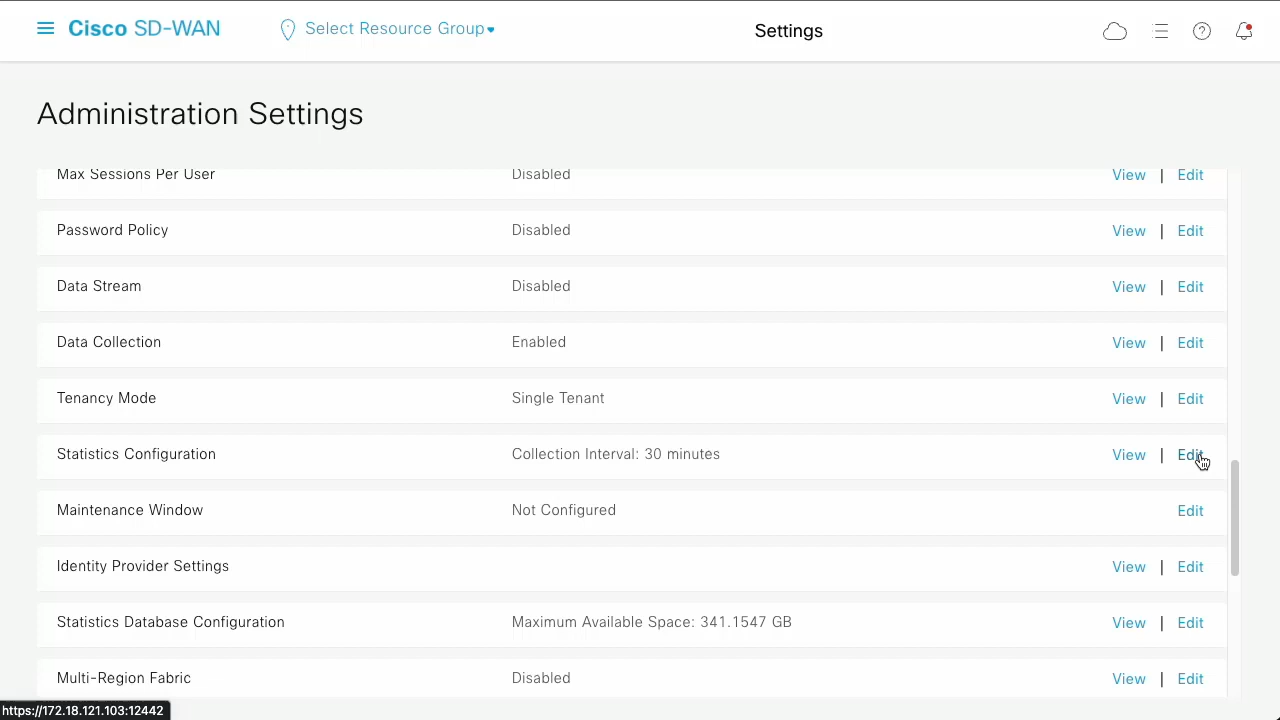 Cisco SD-WAN Select Resource Group Settings
Administration Settings
Max Sessions Per User Disabled View | Edit
Password Policy Disabled View | Edit
Data Stream Disabled View | Edit
Data Collection Enabled View | Edit
Tenancy Mode Single Tenant View | Edit
Statistics Configuration Collection Interval: 30 minutes View | Edit
Maintenance Window Not Configured Edit
Identity Provider Settings View | Edit
Statistics Database Configuration Maximum Available Space: 341.1547 GB View | Edit
Multi-Region Fabric Disabled View | Edit
https://172.18.121.103:12442